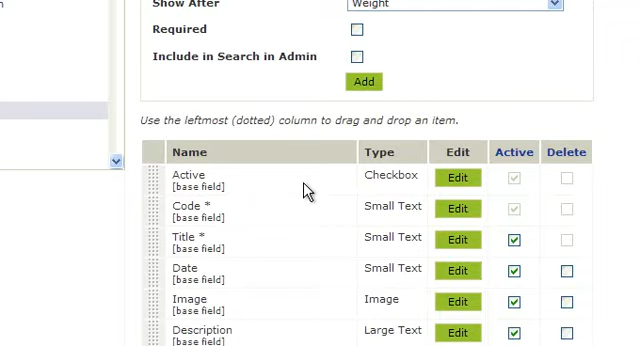 Show After Weight
Required
Include in Search in Admin
Add
Use the leftmost (dotted) column to drag and drop an item.
Name Type Edit Active Delete
Active Checkbox Edit
[base field]
Code * Small Text Edit
[base field]
Title * Small Text Edit
[base field]
Date Small Text Edit
[base field]
Image Image Edit
[base field]
Description Large Text Edit
[base field]